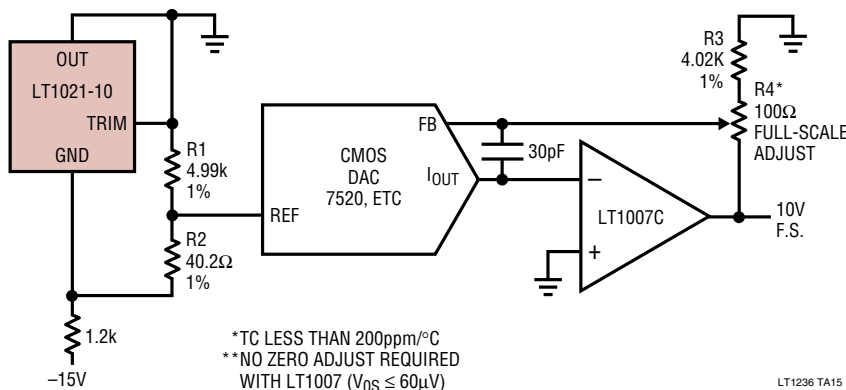 OUT
LT1021-10
TRIM
GND
R1
4.99k
1%
R2
40.2Ω
1%
1.2k
–15V
REF
CMOS
DAC
7520, ETC
FB
IOUT
30pF
–
+
LT1007C
R3
4.02K
1%
R4*
100Ω
FULL-SCALE
ADJUST
10V
F.S.
*TC LESS THAN 200ppm/°C
**NO ZERO ADJUST REQUIRED
WITH LT1007 (V0S ≤ 60µV)
LT1236 TA15